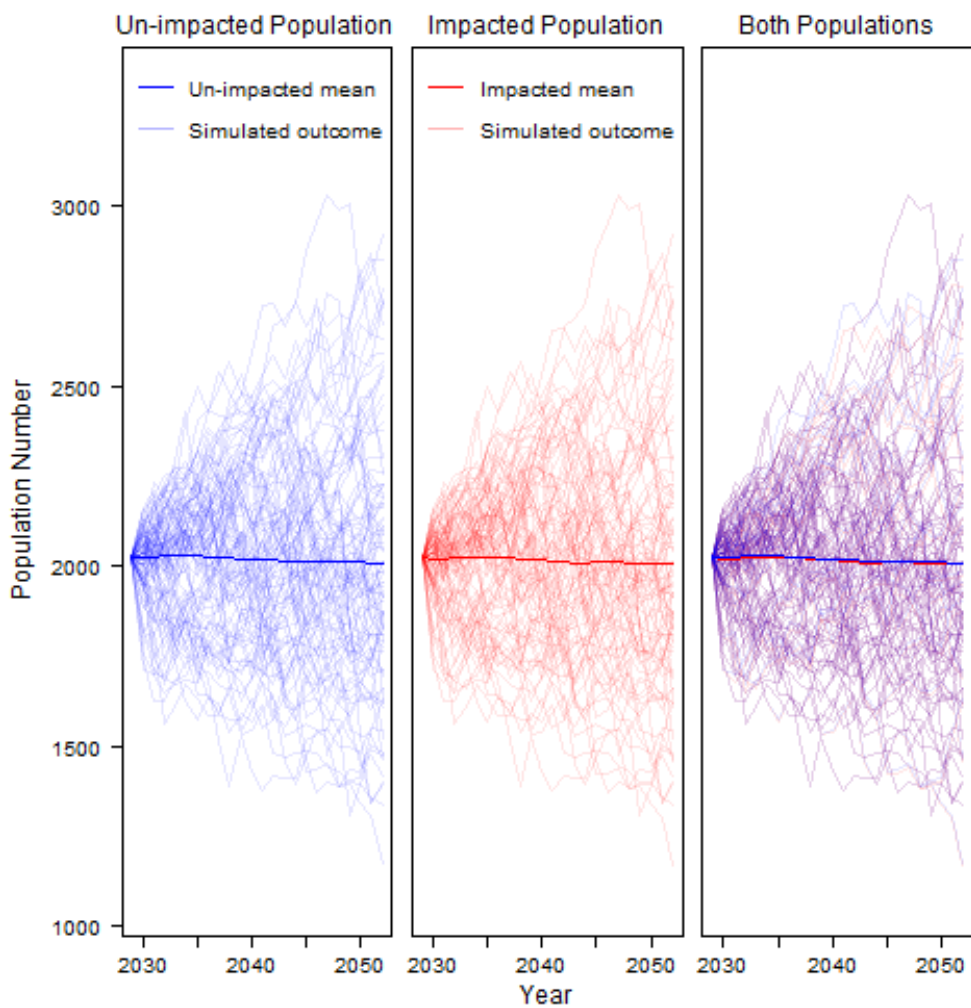 Un-impacted Population
Impacted Population
Both Populations
Un-impacted mean
Simulated outcome
Impacted mean
Simulated outcome
Population Number
3000
2500
2000
1500
1000
2030
2040
2050
2030
2040
2050
2030
2040
2050
Year